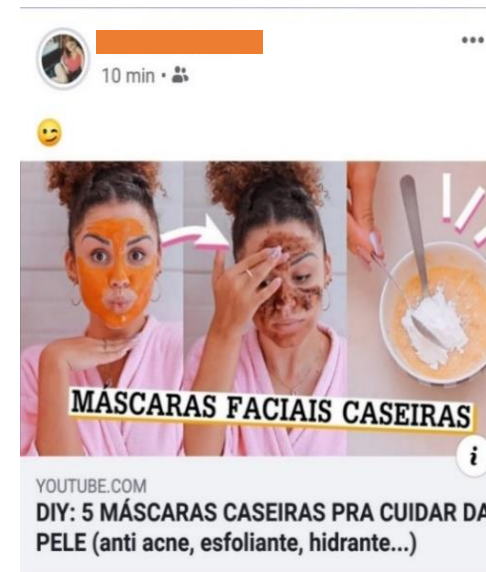 10 min
MÁSCARAS FACIAIS CASEIRAS
i
YOUTUBE.COM
DIY: 5 MÁSCARAS CASEIRAS PRA CUIDAR DA
PELE (anti acne, esfoliante, hidrante...)